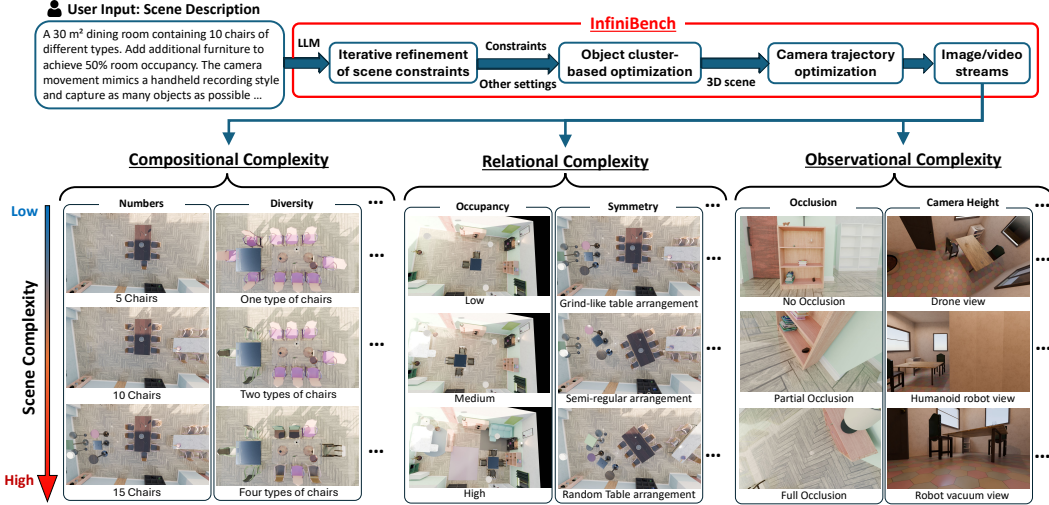 User Input: Scene Description
A 30 m² dining room containing 10 chairs of
different types. Add additional furniture to
achieve 50% room occupancy. The camera
movement mimics a handheld recording style
and capture as many objects as possible ...
InfiniBench
LLM
Iterative refinement
of scene constraints
Constraints
Other settings
Object cluster-
based optimization
3D scene
Camera trajectory
optimization
Image/video
streams
Compositional Complexity
Relational Complexity
Observational Complexity
Scene Complexity
Low
High
Numbers
Diversity
...
5 Chairs
One type of chairs
...
10 Chairs
Two types of chairs
...
15 Chairs
Four types of chairs
...
Occupancy
Symmetry
...
Low
Grind-like table arrangement
...
Medium
Semi-regular arrangement
...
High
Random Table arrangement
...
Occlusion
Camera Height
...
No Occlusion
Drone view
...
Partial Occlusion
Humanoid robot view
...
Full Occlusion
Robot vacuum view
...